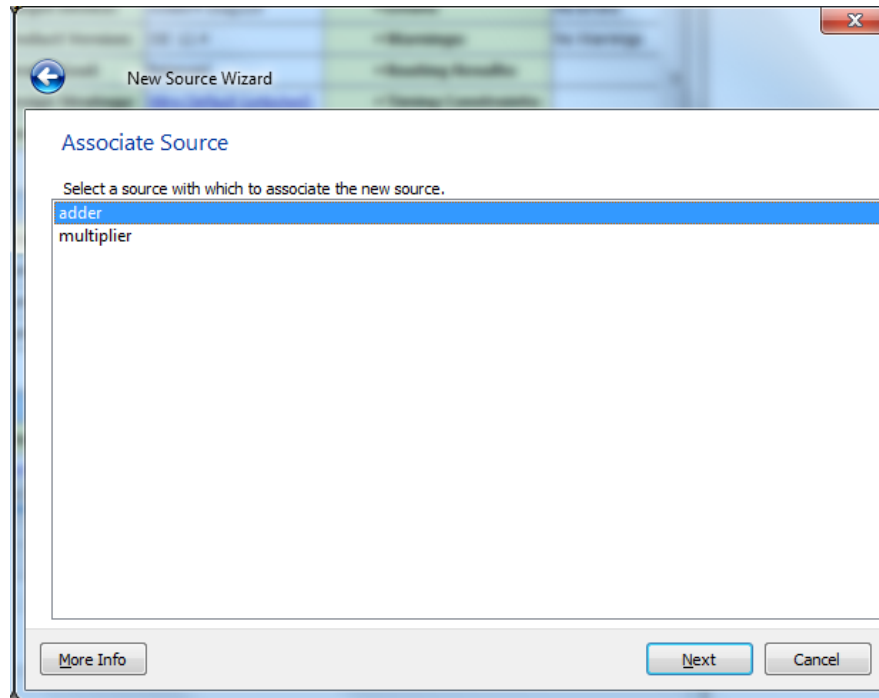 New Source Wizard
Associate Source
Select a source with which to associate the new source.
adder
multiplier
More Info
Next
Cancel